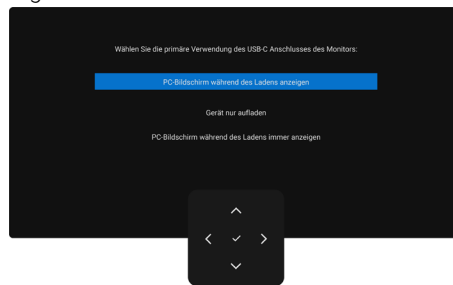 Wählen Sie die primäre Verwendung des USB-C Anschlusses des Monitors:
PC-Bildschirm während des Ladens anzeigen
Gerät nur aufladen
PC-Bildschirm während des Ladens immer anzeigen